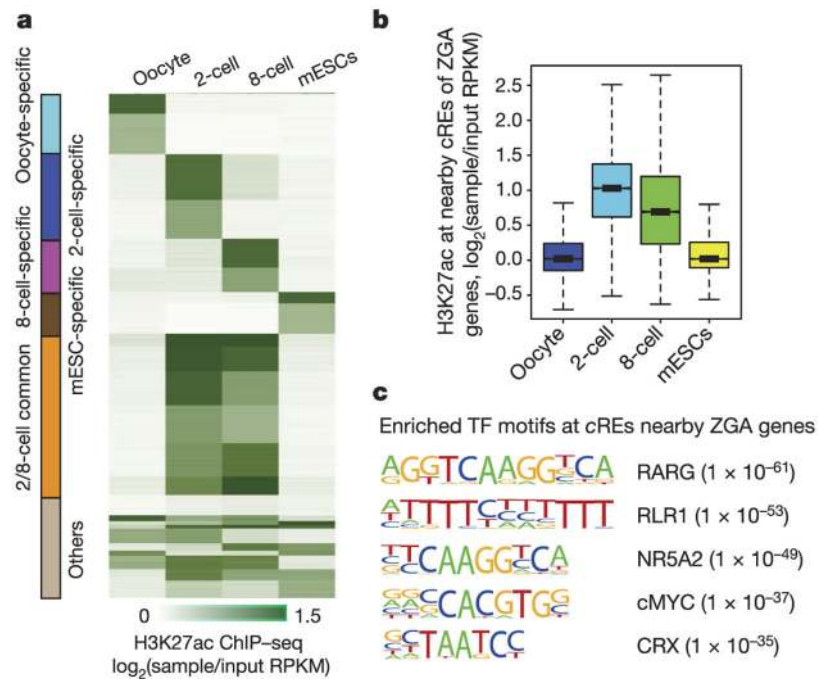 a
Oocyte
2-cell
8-cell
mESCs
Oocyte-specific
2-cell-specific
8-cell-specific
mESC-specific
2/8-cell common
Others
0
1.5
H3K27ac ChIP–seq
log₂(sample/input RPKM)
b
H3K27ac at nearby cREs of ZGA
genes, log₂(sample/input RPKM)
2.5
2.0
1.5
1.0
0.5
0.0
−0.5
Oocyte
2-cell
8-cell
mESCs
c
Enriched TF motifs at cREs nearby ZGA genes
RARG (1 × 10⁻⁶¹)
RLR1 (1 × 10⁻⁵³)
NR5A2 (1 × 10⁻⁴⁹)
cMYC (1 × 10⁻³⁷)
CRX (1 × 10⁻³⁵)